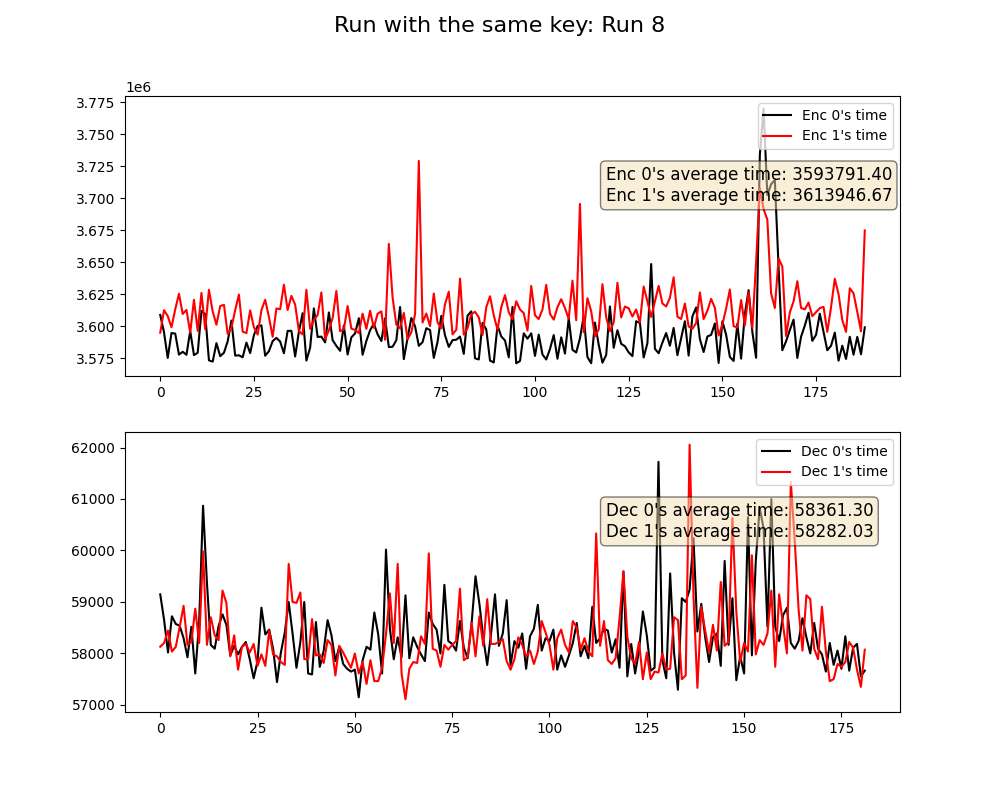 Run with the same key: Run 8
1e6
3.775
3.750
3.725
3.700
3.675
3.650
3.625
3.600
3.575
Enc 0's time
Enc 1's time
Enc 0's average time: 3593791.40
Enc 1's average time: 3613946.67
0 25 50 75 100 125 150 175
62000
61000
60000
59000
58000
57000
Dec 0's time
Dec 1's time
Dec 0's average time: 58361.30
Dec 1's average time: 58282.03
0 25 50 75 100 125 150 175